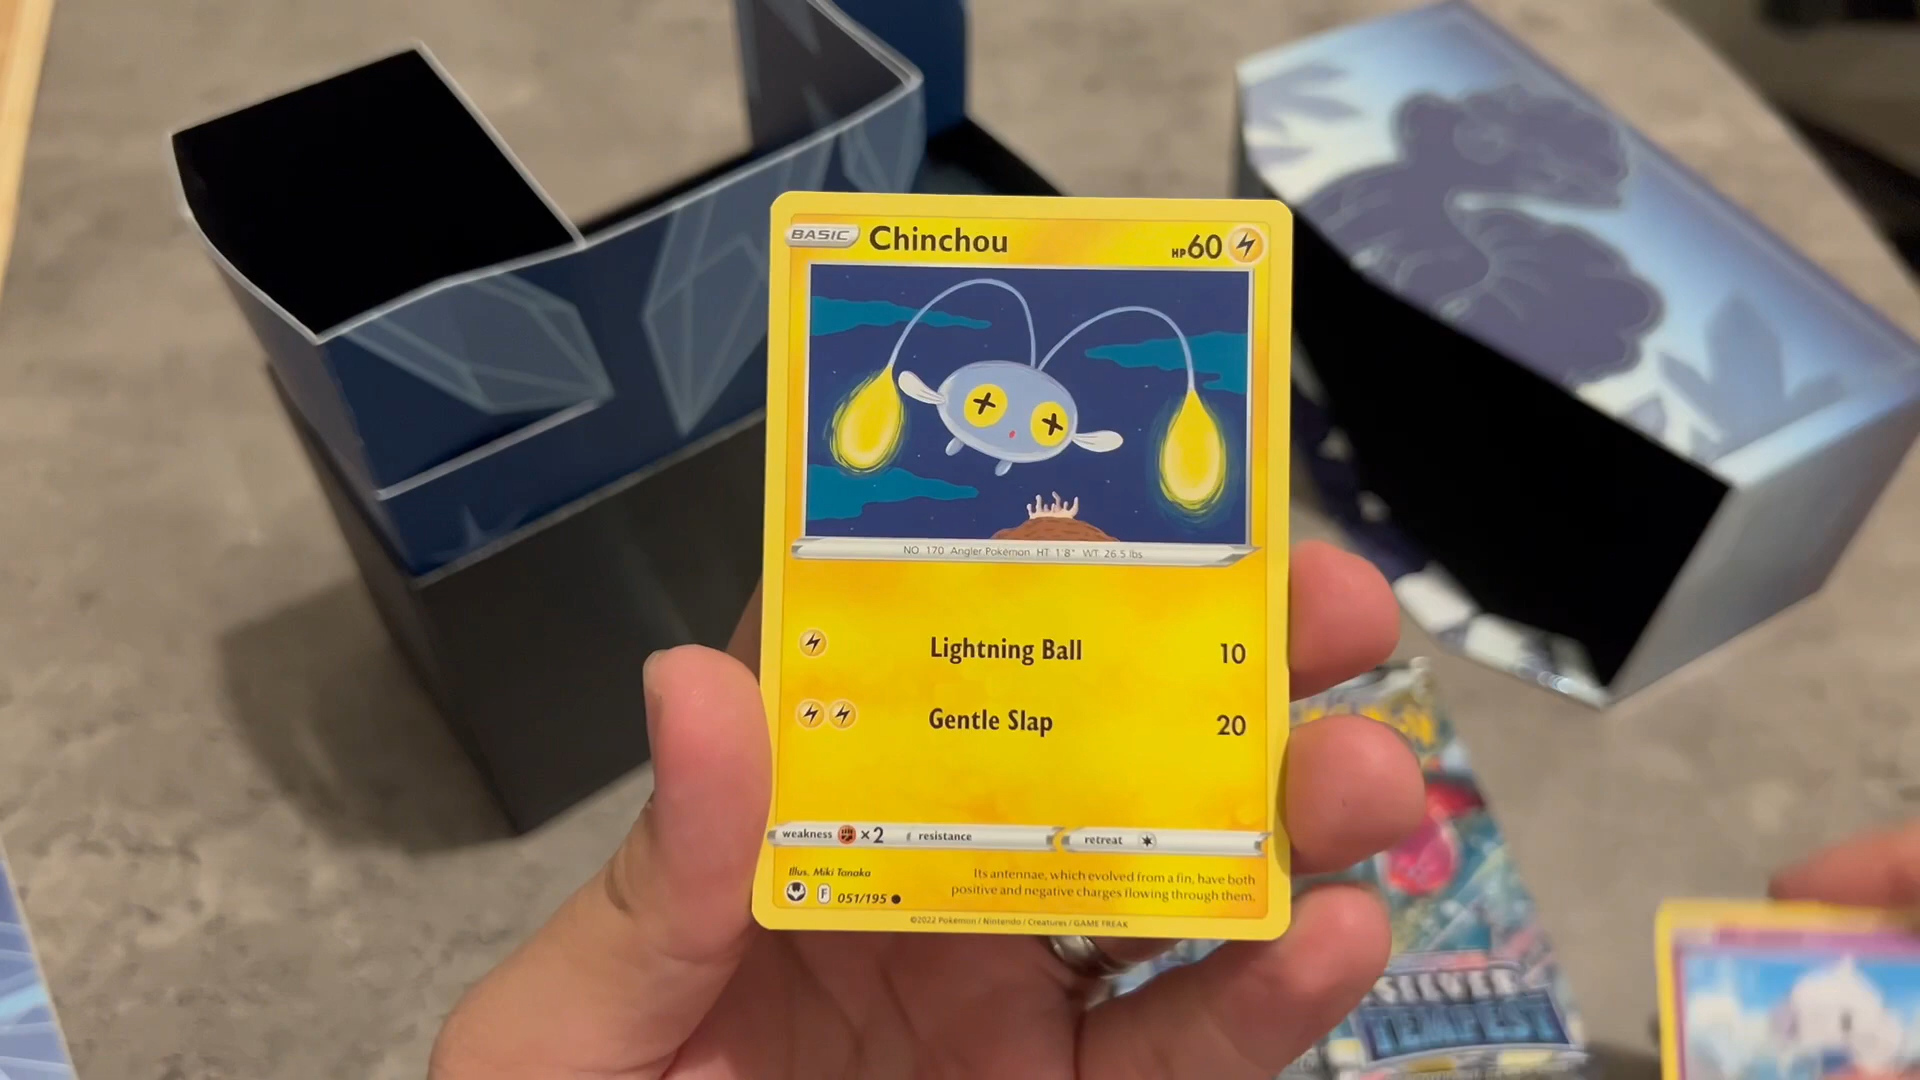 BASIC Chinchou HP60
NO. 170 Angler Pokémon HT 1'8" WT 26.5 lbs
Lightning Ball 10
Gentle Slap 20
weakness ×2 resistance retreat
Illus. Miki Tanaka
Its antennae, which evolved from a fin, have both
positive and negative charges flowing through them.
F 051/195
©2022 Pokémon / Nintendo / Creatures / GAME FREAK
SILVER
TEMPEST